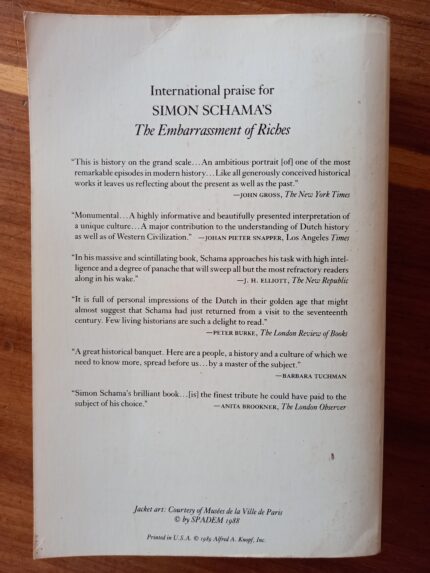 International praise for
SIMON SCHAMA'S
The Embarrassment of Riches
"This is history on the grand scale...An ambitious portrait [of] one of the most
remarkable episodes in modern history...Like all generously conceived historical
works it leaves us reflecting about the present as well as the past."
—JOHN GROSS, The New York Times
"Monumental...A highly informative and beautifully presented interpretation of
a unique culture...A major contribution to the understanding of Dutch history
as well as of Western Civilization." —JOHAN PIETER SNAPPER, Los Angeles Times
"In his massive and scintillating book, Schama approaches his task with high intel-
ligence and a degree of panache that will sweep all but the most refractory readers
along in his wake." —J. H. ELLIOTT, The New Republic
"It is full of personal impressions of the Dutch in their golden age that might
almost suggest that Schama had just returned from a visit to the seventeenth
century. Few living historians are such a delight to read."
—PETER BURKE, The London Review of Books
"A great historical banquet. Here are a people, a history and a culture of which we
need to know more, spread before us...by a master of the subject."
—BARBARA TUCHMAN
"Simon Schama's brilliant book...[is] the finest tribute he could have paid to the
subject of his choice." —ANITA BROOKNER, The London Observer
Jacket art: Courtesy of Musées de la Ville de Paris
© by SPADEM 1988
Printed in U.S.A. © 1989 Alfred A. Knopf, Inc.